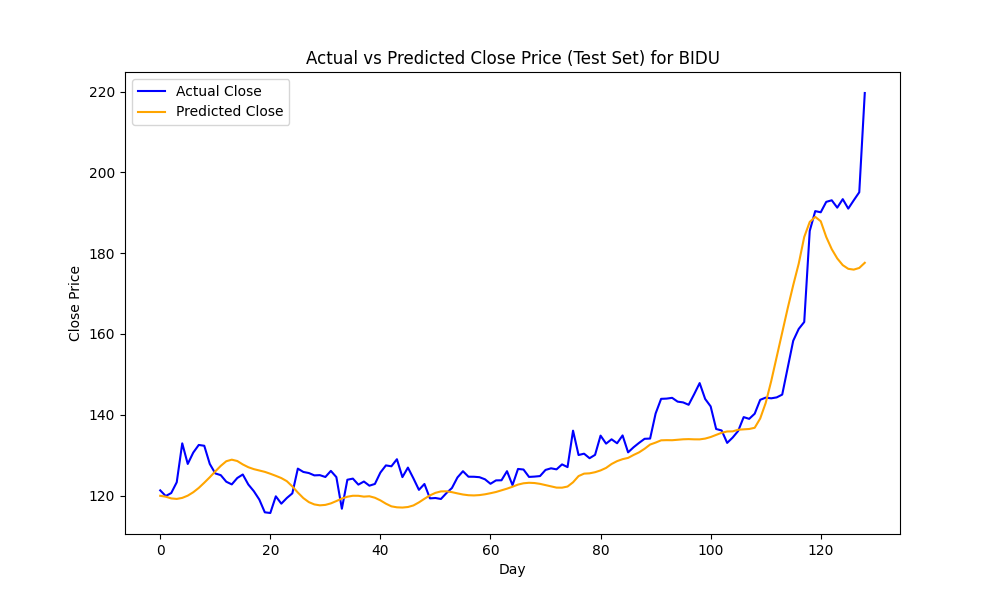 Actual vs Predicted Close Price (Test Set) for BIDU
Actual Close
Predicted Close
220
200
180
160
140
120
Close Price
0 20 40 60 80 100 120
Day